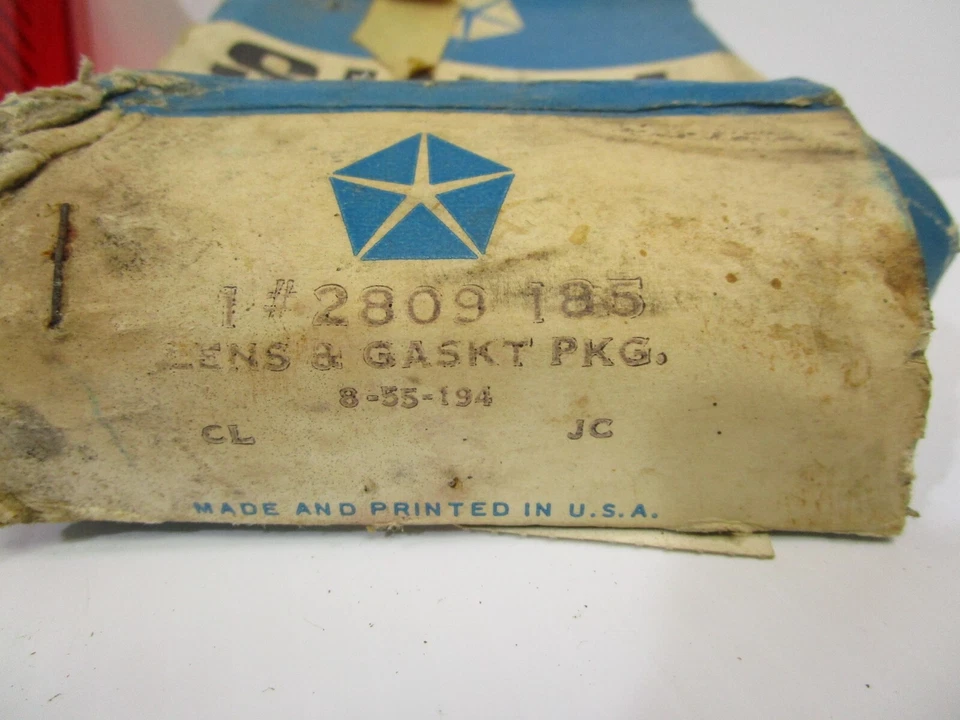 1 # 2809 185
LENS & GASKT PKG.
8-55-194
CL JC
MADE AND PRINTED IN U.S.A.